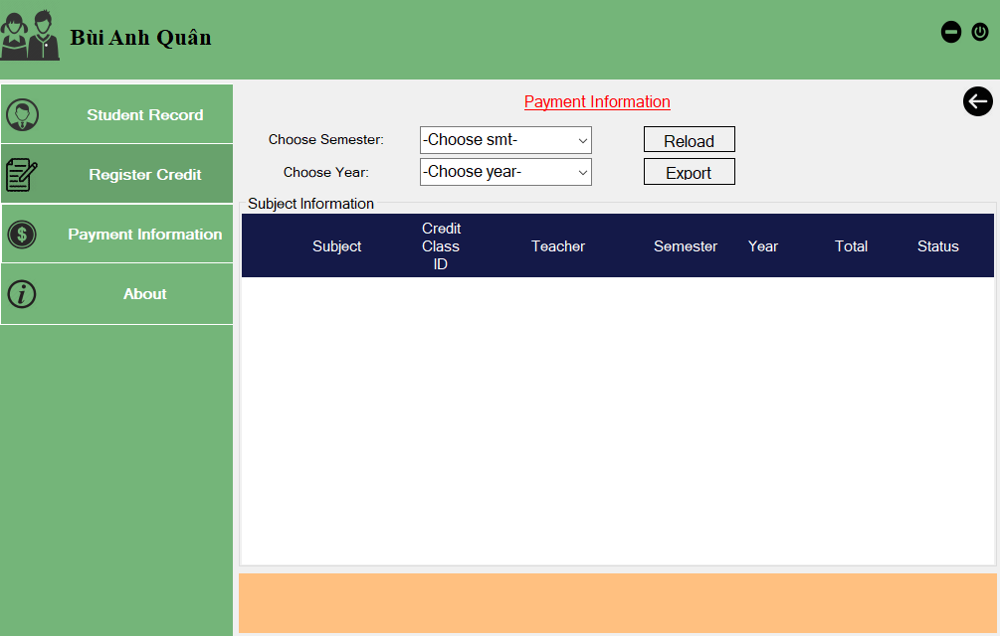 Bùi Anh Quân
Student Record
Register Credit
Payment Information
About
Payment Information
Choose Semester:
-Choose smt-
Reload
Choose Year:
-Choose year-
Export
Subject Information
Subject
Credit
Class
ID
Teacher
Semester
Year
Total
Status